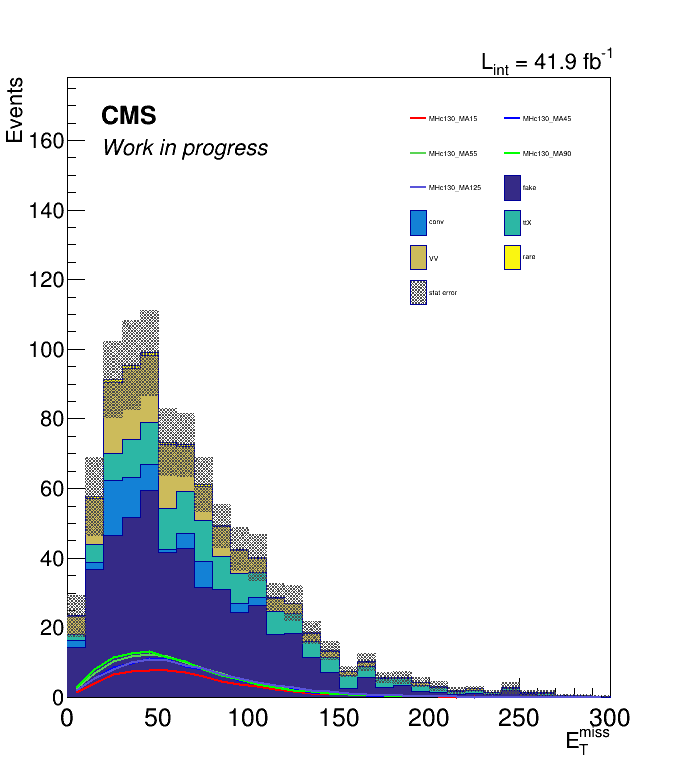 L_int = 41.9 fb^-1
Events
CMS
Work in progress
MHc130_MA15 MHc130_MA45
MHc130_MA55 MHc130_MA90
MHc130_MA125 fake
conv ttX
VV rare
stat error
160
140
120
100
80
60
40
20
0
0 50 100 150 200 250 300
E_T^miss